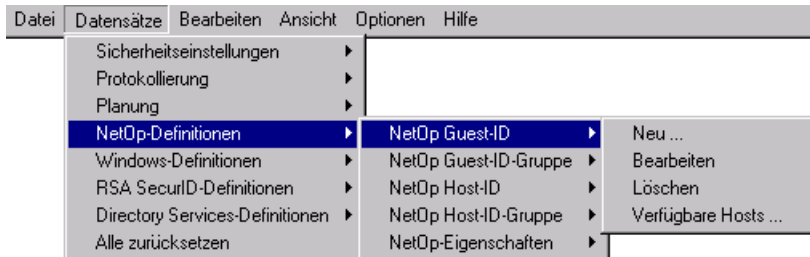 Datei Datensätze Bearbeiten Ansicht Optionen Hilfe
Sicherheitseinstellungen
Protokollierung
Planung
NetOp-Definitionen NetOp Guest-ID Neu ...
Windows-Definitionen NetOp Guest-ID-Gruppe Bearbeiten
RSA SecurID-Definitionen NetOp Host-ID Löschen
Directory Services-Definitionen NetOp Host-ID-Gruppe Verfügbare Hosts ...
Alle zurücksetzen NetOp-Eigenschaften